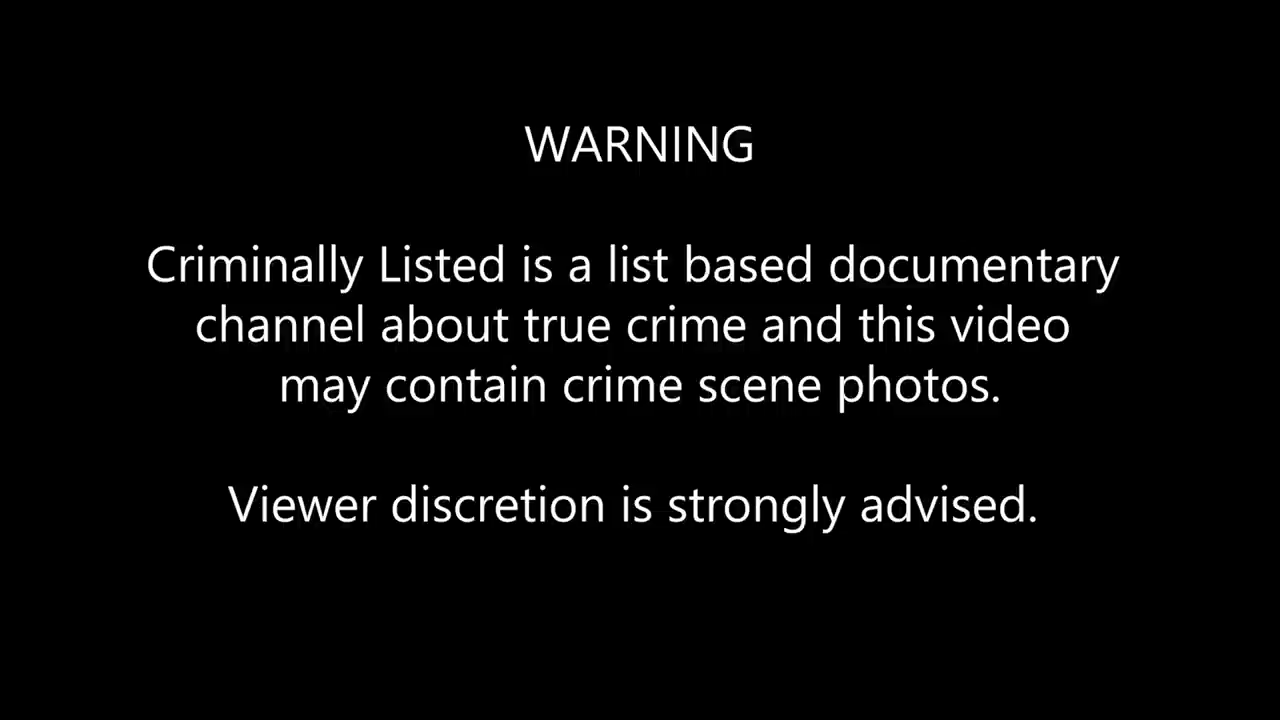 WARNING
Criminally Listed is a list based documentary
channel about true crime and this video
may contain crime scene photos.
Viewer discretion is strongly advised.